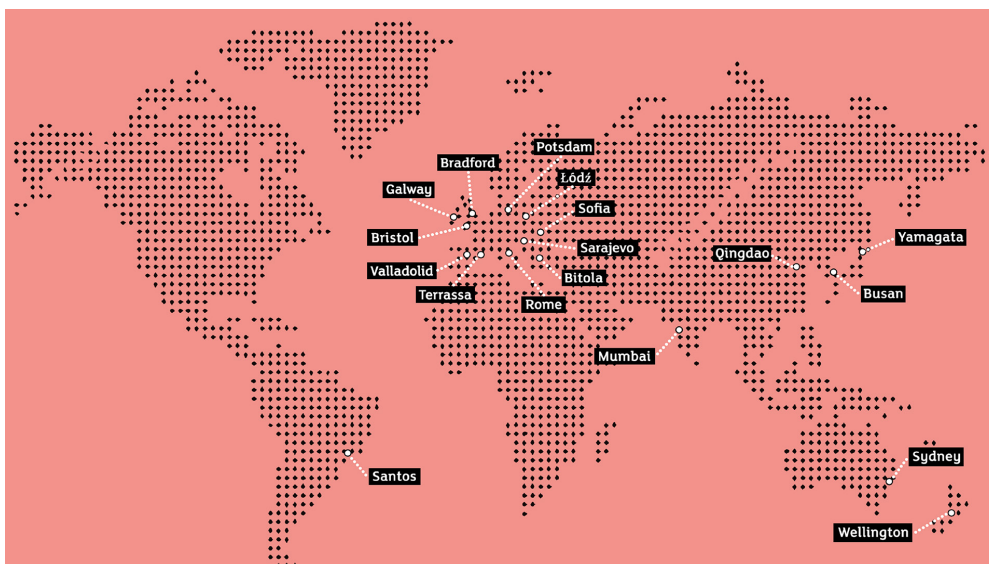 Potsdam
Bradford
Łódź
Galway
Sofia
Bristol
Yamagata
Sarajevo
Qingdao
Valladolid
Bitola
Terrassa
Busan
Rome
Mumbai
Sydney
Santos
Wellington